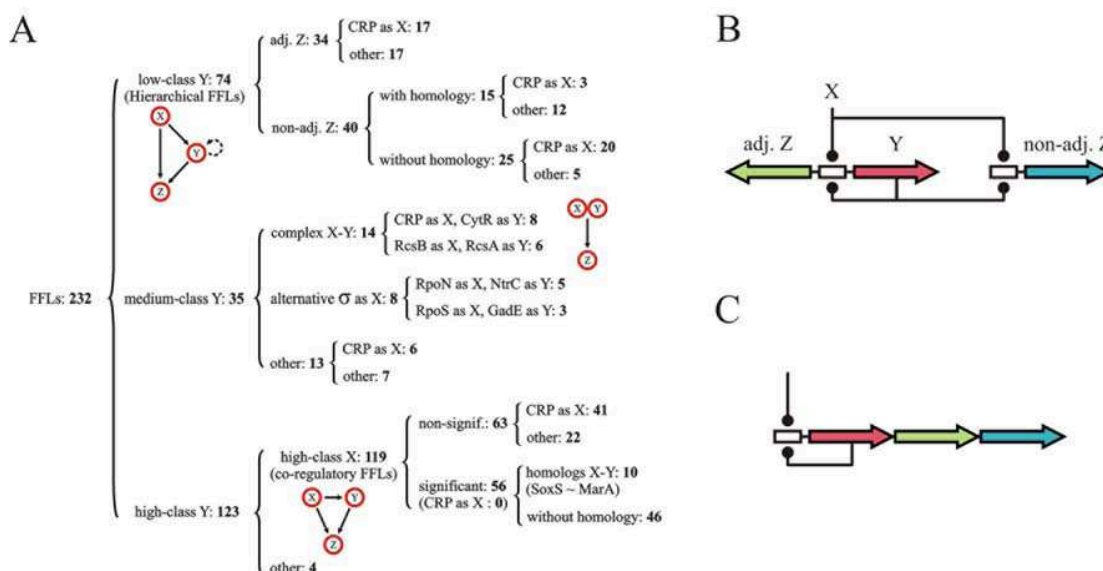 A
B
C
FFLs: 232
low-class Y: 74
(Hierarchical FFLs)
X
Y
Z
adj. Z: 34
CRP as X: 17
other: 17
non-adj. Z: 40
with homology: 15
CRP as X: 3
other: 12
without homology: 25
CRP as X: 20
other: 5
medium-class Y: 35
complex X-Y: 14
CRP as X, CytR as Y: 8
RcsB as X, RcsA as Y: 6
X
Y
Z
alternative σ as X: 8
RpoN as X, NtrC as Y: 5
RpoS as X, GadE as Y: 3
other: 13
CRP as X: 6
other: 7
high-class Y: 123
high-class X: 119
(co-regulatory FFLs)
X
Y
Z
non-signif.: 63
CRP as X: 41
other: 22
significant: 56
(CRP as X : 0)
homologs X-Y: 10
(SoxS ~ MarA)
without homology: 46
other: 4
X
adj. Z
Y
non-adj. Z